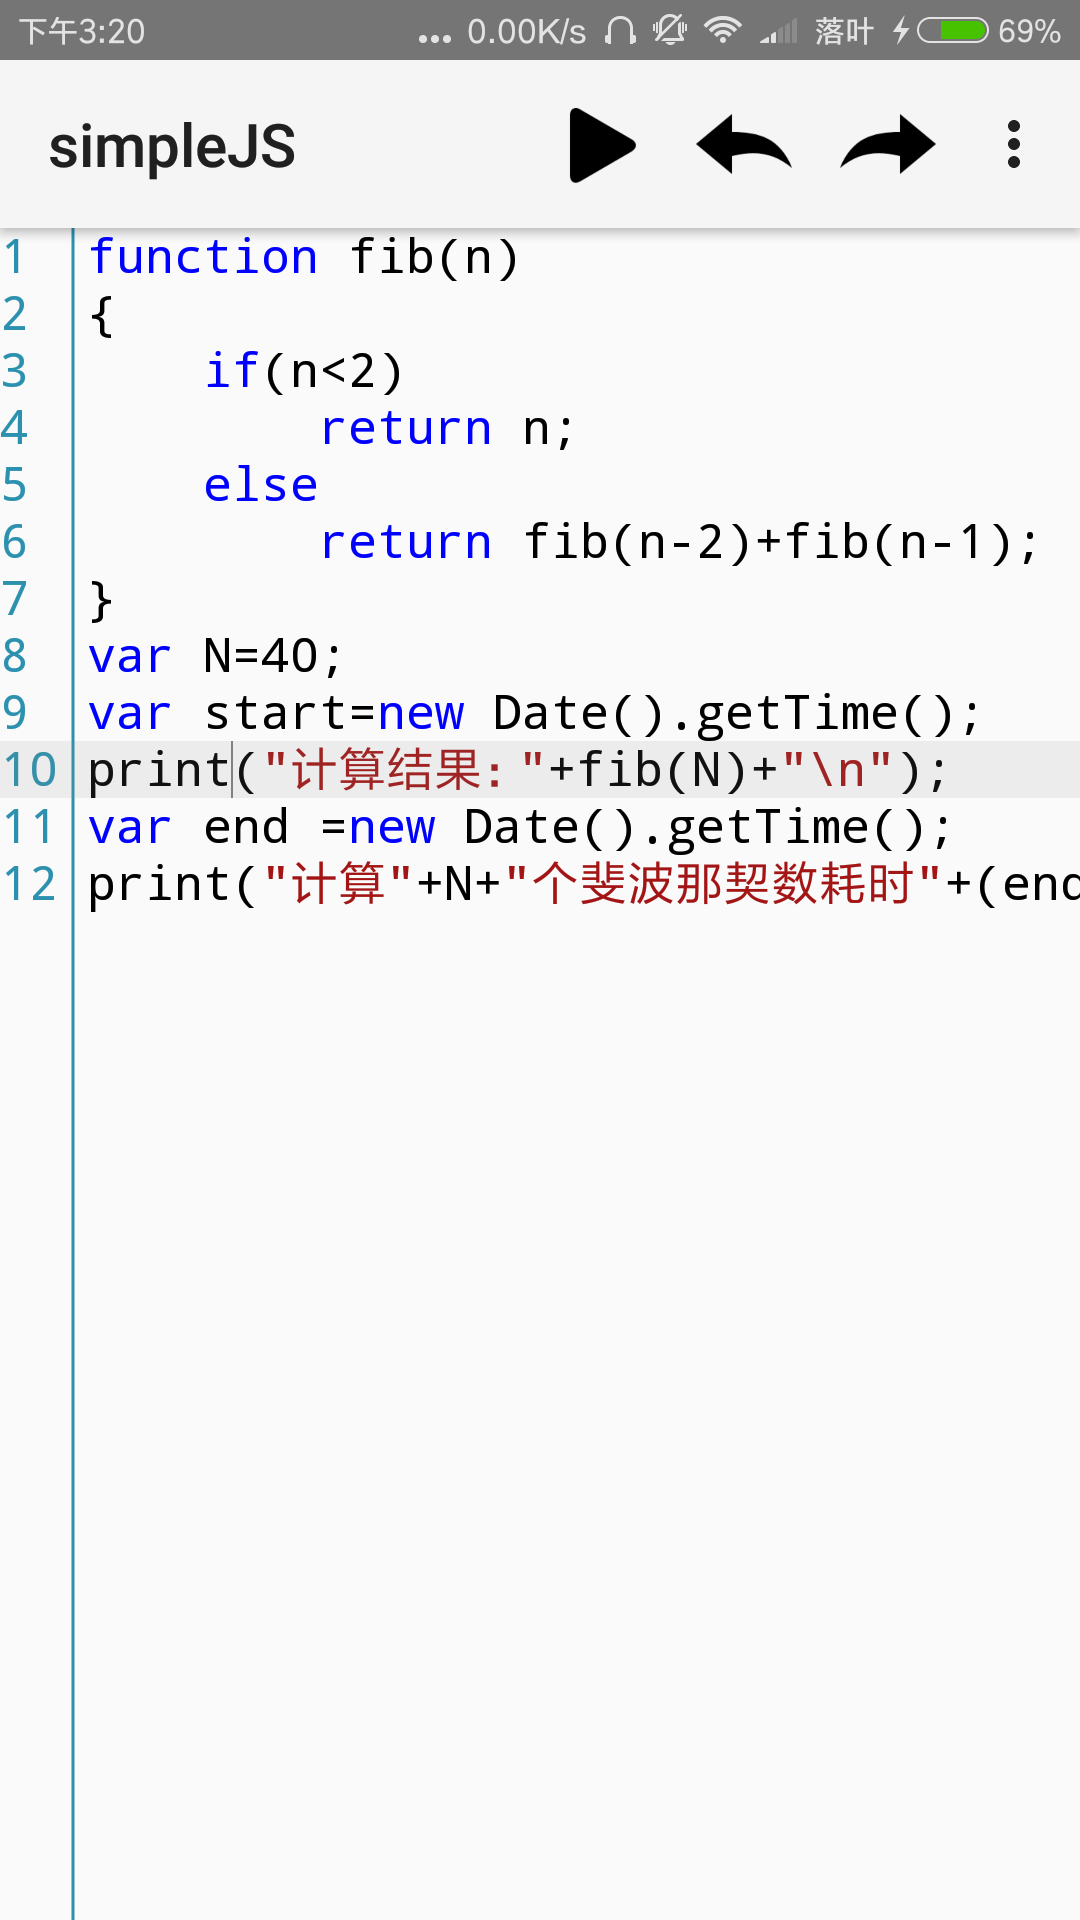 下午3:20 ... 0.00K/s 落叶 69%
simpleJS
1 function fib(n)
2 {
3     if(n<2)
4         return n;
5     else
6         return fib(n-2)+fib(n-1);
7 }
8 var N=40;
9 var start=new Date().getTime();
10 print("计算结果："+fib(N)+"\n");
11 var end =new Date().getTime();
12 print("计算"+N+"个斐波那契数耗时"+(end